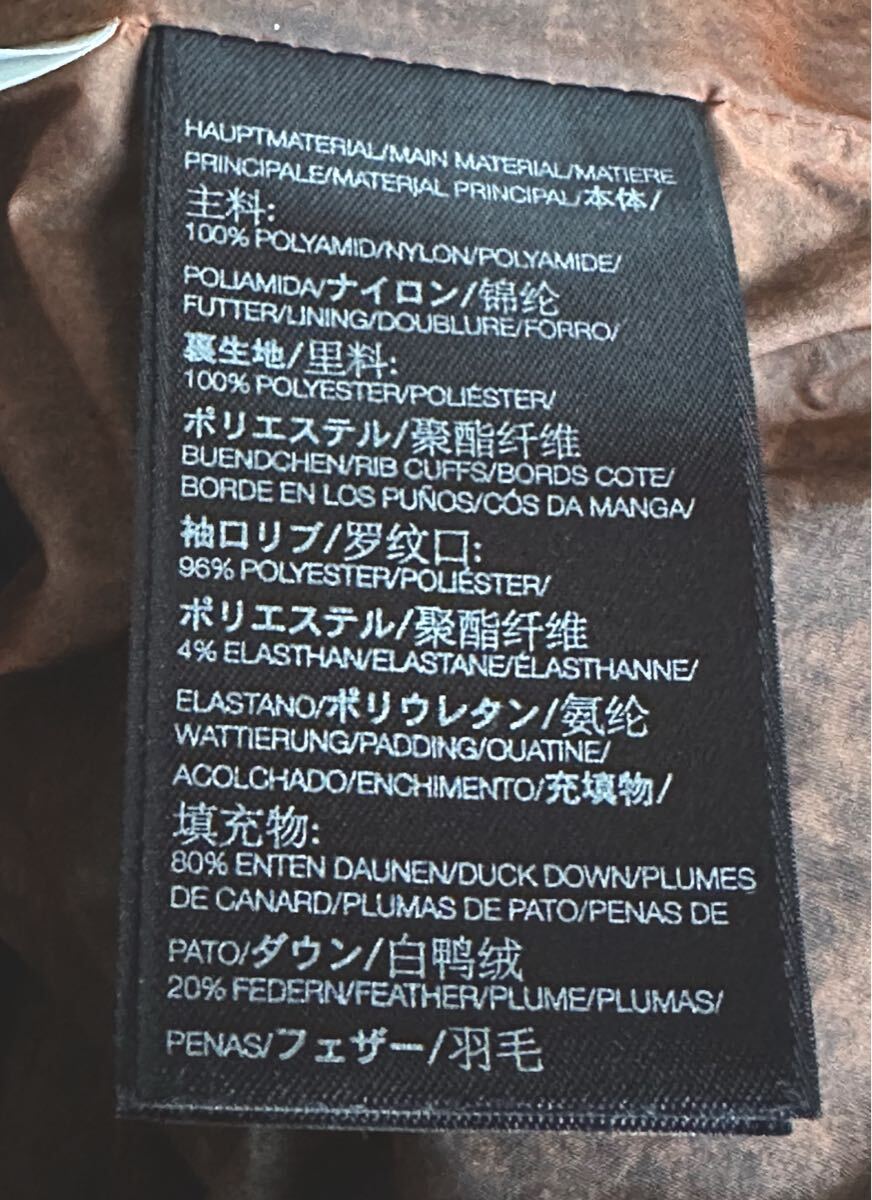 HAUPTMATERIAL/MAIN MATERIAL/MATIERE
PRINCIPALE/MATERIAL PRINCIPAL/本体/
主料:
100% POLYAMID/NYLON/POLYAMIDE/
POLIAMIDA/ナイロン/锦纶
FUTTER/LINING/DOUBLURE/FORRO/
裏生地/里料:
100% POLYESTER/POLIÉSTER/
ポリエステル/聚酯纤维
BUENDCHEN/RIB CUFFS/BORDS COTE/
BORDE EN LOS PUÑOS/CÓS DA MANGA/
袖口リブ/罗纹口:
96% POLYESTER/POLIÉSTER/
ポリエステル/聚酯纤维
4% ELASTHAN/ELASTANE/ÉLASTHANNE/
ELASTANO/ポリウレタン/氨纶
WATTIERUNG/PADDING/OUATINE/
ACOLCHADO/ENCHIMENTO/充填物/
填充物:
80% ENTEN DAUNEN/DUCK DOWN/PLUMES
DE CANARD/PLUMAS DE PATO/PENAS DE
PATO/ダウン/白鸭绒
20% FEDERN/FEATHER/PLUME/PLUMAS/
PENAS/フェザー/羽毛